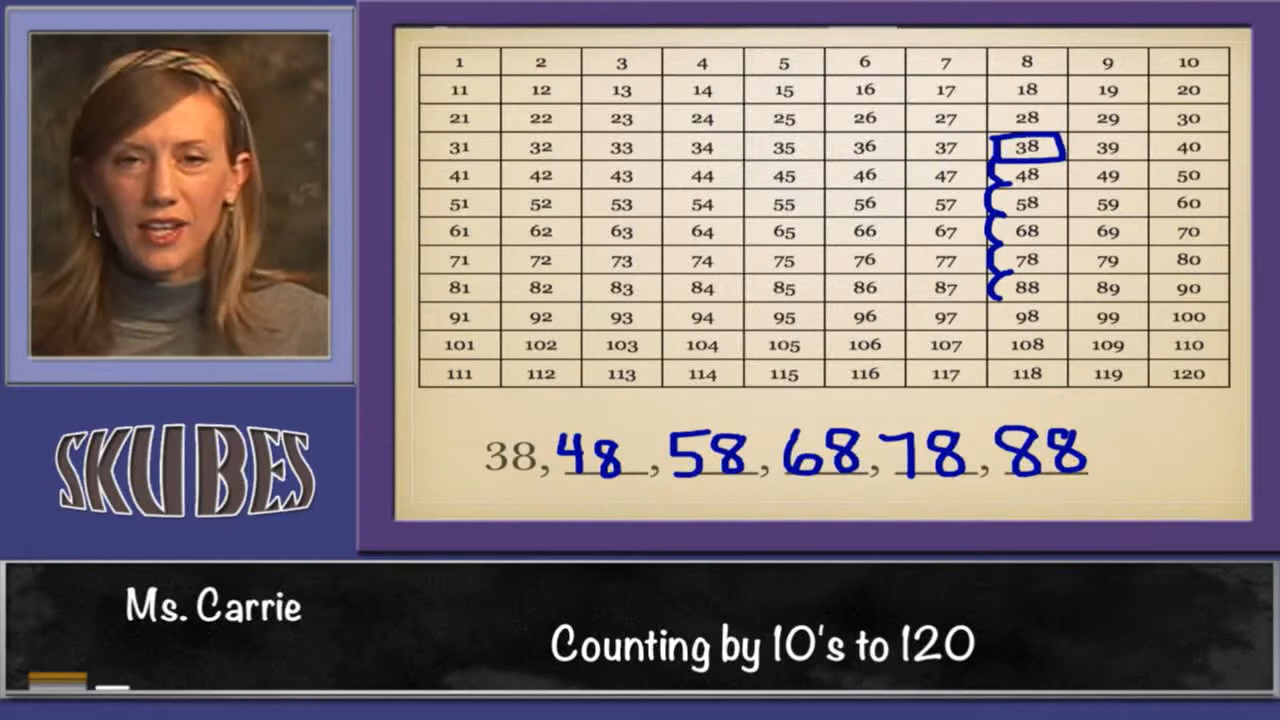 1 2 3 4 5 6 7 8 9 10
11 12 13 14 15 16 17 18 19 20
21 22 23 24 25 26 27 28 29 30
31 32 33 34 35 36 37 38 39 40
41 42 43 44 45 46 47 48 49 50
51 52 53 54 55 56 57 58 59 60
61 62 63 64 65 66 67 68 69 70
71 72 73 74 75 76 77 78 79 80
81 82 83 84 85 86 87 88 89 90
91 92 93 94 95 96 97 98 99 100
101 102 103 104 105 106 107 108 109 110
111 112 113 114 115 116 117 118 119 120
38, 48, 58, 68, 78, 88
SKUBES
Ms. Carrie
Counting by 10's to 120